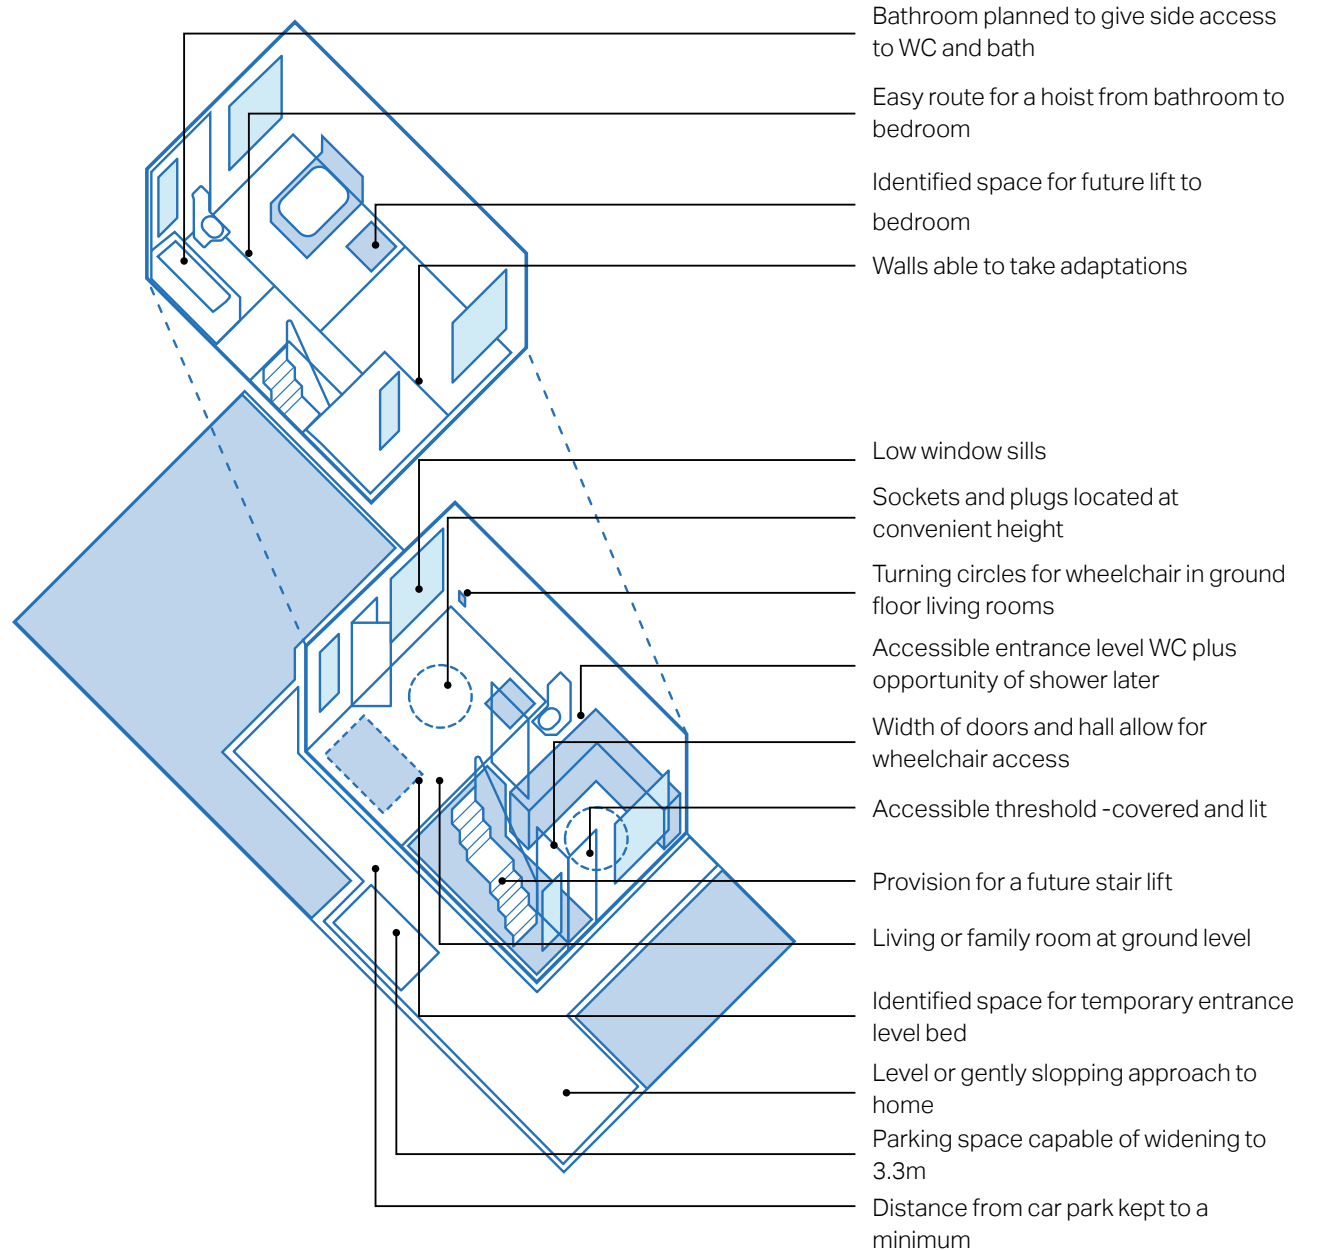 Bathroom planned to give side access
to WC and bath
Easy route for a hoist from bathroom to
bedroom
Identified space for future lift to
bedroom
Walls able to take adaptations
Low window sills
Sockets and plugs located at
convenient height
Turning circles for wheelchair in ground
floor living rooms
Accessible entrance level WC plus
opportunity of shower later
Width of doors and hall allow for
wheelchair access
Accessible threshold -covered and lit
Provision for a future stair lift
Living or family room at ground level
Identified space for temporary entrance
level bed
Level or gently slopping approach to
home
Parking space capable of widening to
3.3m
Distance from car park kept to a
minimum